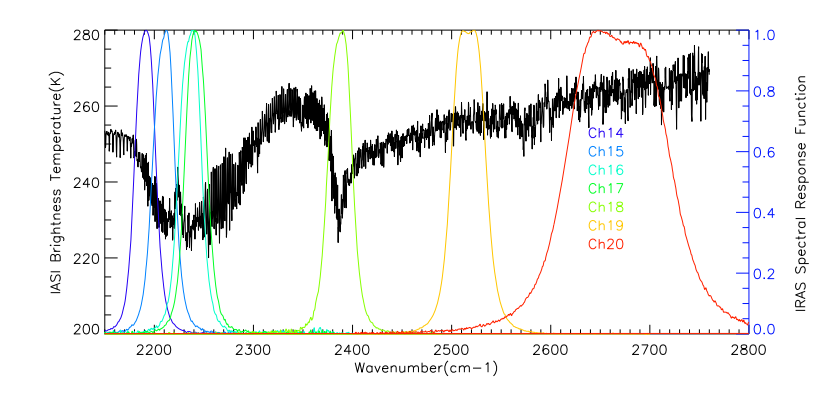 280
270
260
240
220
200
IASI Brightness Temperature(K)
Ch14
Ch15
Ch16
Ch17
Ch18
Ch19
Ch20
1.0
0.8
0.6
0.4
0.2
0.0
IRAS Spectral Response Function
2200 2300 2400 2500 2600 2700 2800
Wavenumber(cm−1)